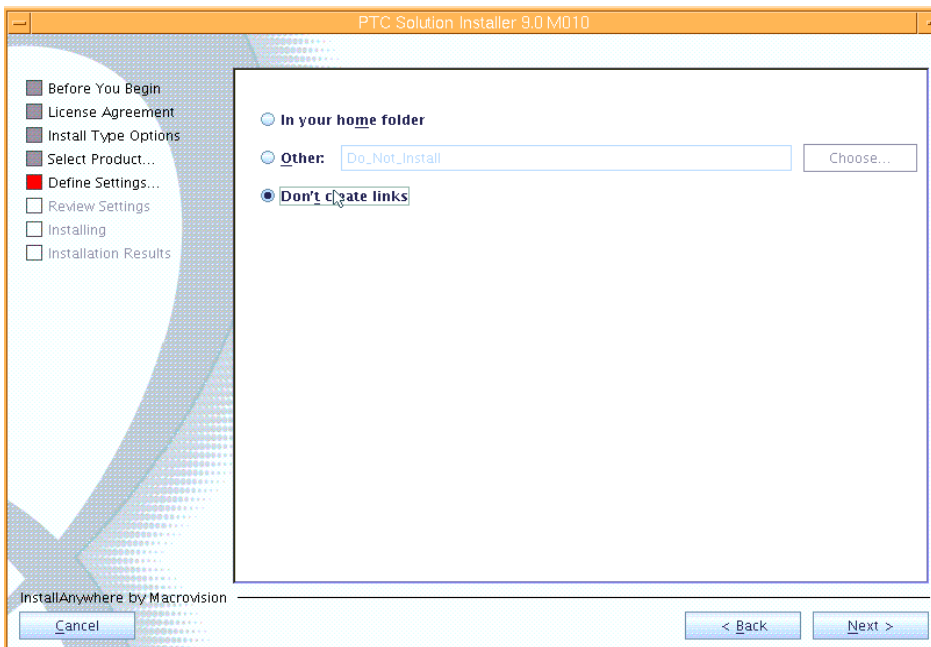 PTC Solution Installer 9.0 M010
Before You Begin
License Agreement
Install Type Options
Select Product...
Define Settings...
Review Settings
Installing
Installation Results
In your home folder
Other: Do_Not_Install Choose...
Don't create links
InstallAnywhere by Macrovision
Cancel < Back Next >